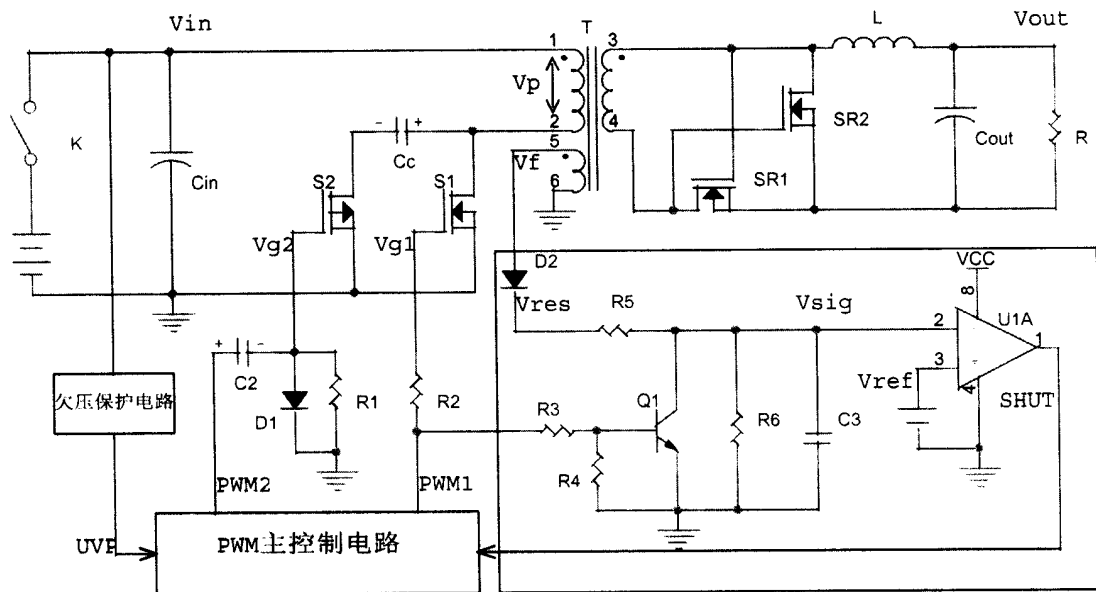 Vin
T
L
Vout
1
3
Vp
K
Cin
Cc
2
4
5
6
Vf
SR2
SR1
Cout
R
S2
S1
Vg2
Vg1
D2
Vres
R5
Vsig
VCC
8
U1A
2
1
3
4
Vref
SHUT
C2
D1
R1
R2
R3
R4
Q1
R6
C3
欠压保护电路
PWM2
PWM1
UVP
PWM主控制电路